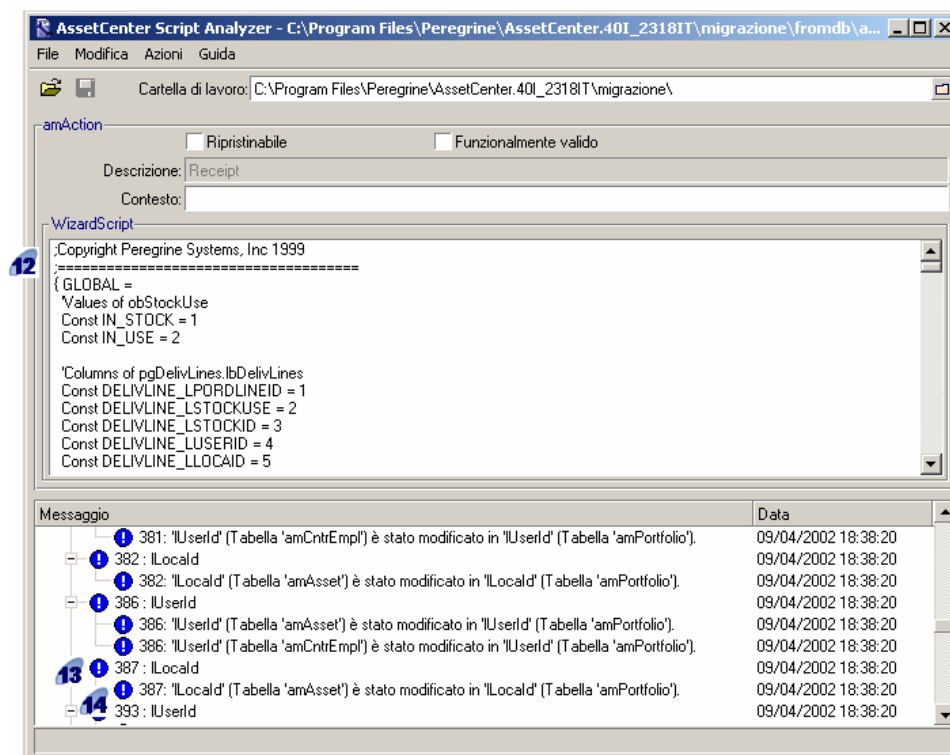 AssetCenter Script Analyzer - C:\Program Files\Peregrine\AssetCenter.40I_2318IT\migrazione\fromdb\a...
File Modifica Azioni Guida
Cartella di lavoro: C:\Program Files\Peregrine\AssetCenter.40I_2318IT\migrazione\
amAction
Ripristinabile Funzionalmente valido
Descrizione: Receipt
Contesto:
WizardScript
12
;Copyright Peregrine Systems, Inc 1999
;=====================================
{ GLOBAL =
'Values of obStockUse
Const IN_STOCK = 1
Const IN_USE = 2
'Columns of pgDelivLines.lbDelivLines
Const DELIVLINE_LPORDLINEID = 1
Const DELIVLINE_LSTOCKUSE = 2
Const DELIVLINE_LSTOCKID = 3
Const DELIVLINE_LUSERID = 4
Const DELIVLINE_LLOCAID = 5
Messaggio Data
381: 'lUserId' (Tabella 'amCntrEmpl') è stato modificato in 'lUserId' (Tabella 'amPortfolio'). 09/04/2002 18:38:20
382 : lLocaId 09/04/2002 18:38:20
382: 'lLocaId' (Tabella 'amAsset') è stato modificato in 'lLocaId' (Tabella 'amPortfolio'). 09/04/2002 18:38:20
386 : lUserId 09/04/2002 18:38:20
386: 'lUserId' (Tabella 'amAsset') è stato modificato in 'lUserId' (Tabella 'amPortfolio'). 09/04/2002 18:38:20
386: 'lUserId' (Tabella 'amCntrEmpl') è stato modificato in 'lUserId' (Tabella 'amPortfolio'). 09/04/2002 18:38:20
13 387 : lLocaId 09/04/2002 18:38:20
387: 'lLocaId' (Tabella 'amAsset') è stato modificato in 'lLocaId' (Tabella 'amPortfolio'). 09/04/2002 18:38:20
14 393 : lUserId 09/04/2002 18:38:20